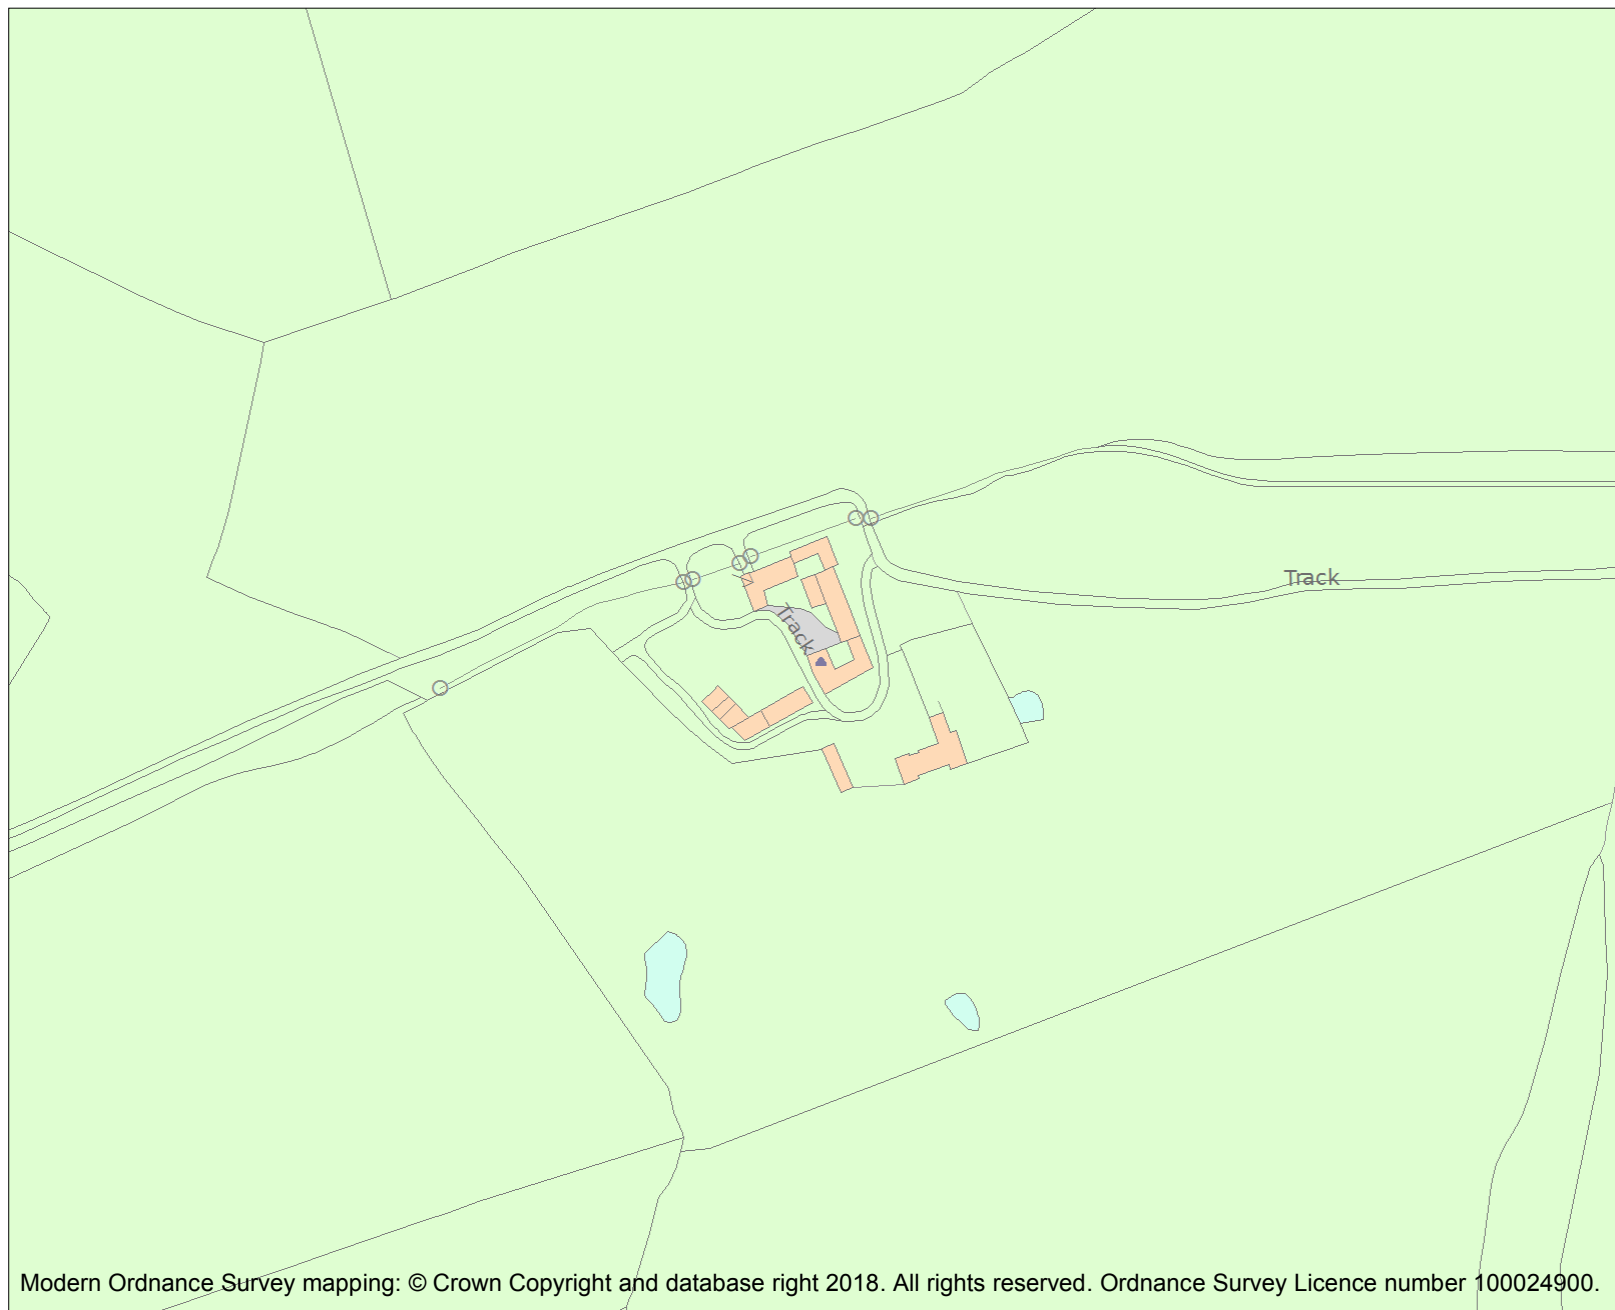 Track
Track
Modern Ordnance Survey mapping: © Crown Copyright and database right 2018. All rights reserved. Ordnance Survey Licence number 100024900.